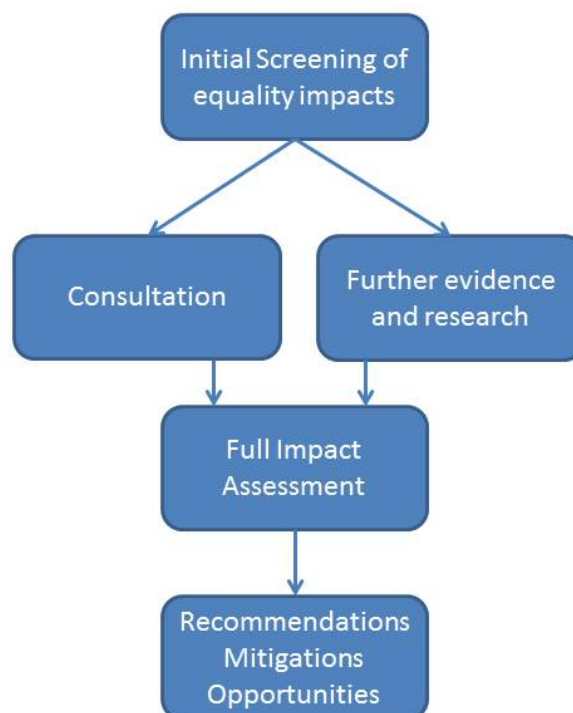 Initial Screening of
equality impacts
Consultation
Further evidence
and research
Full Impact
Assessment
Recommendations
Mitigations
Opportunities